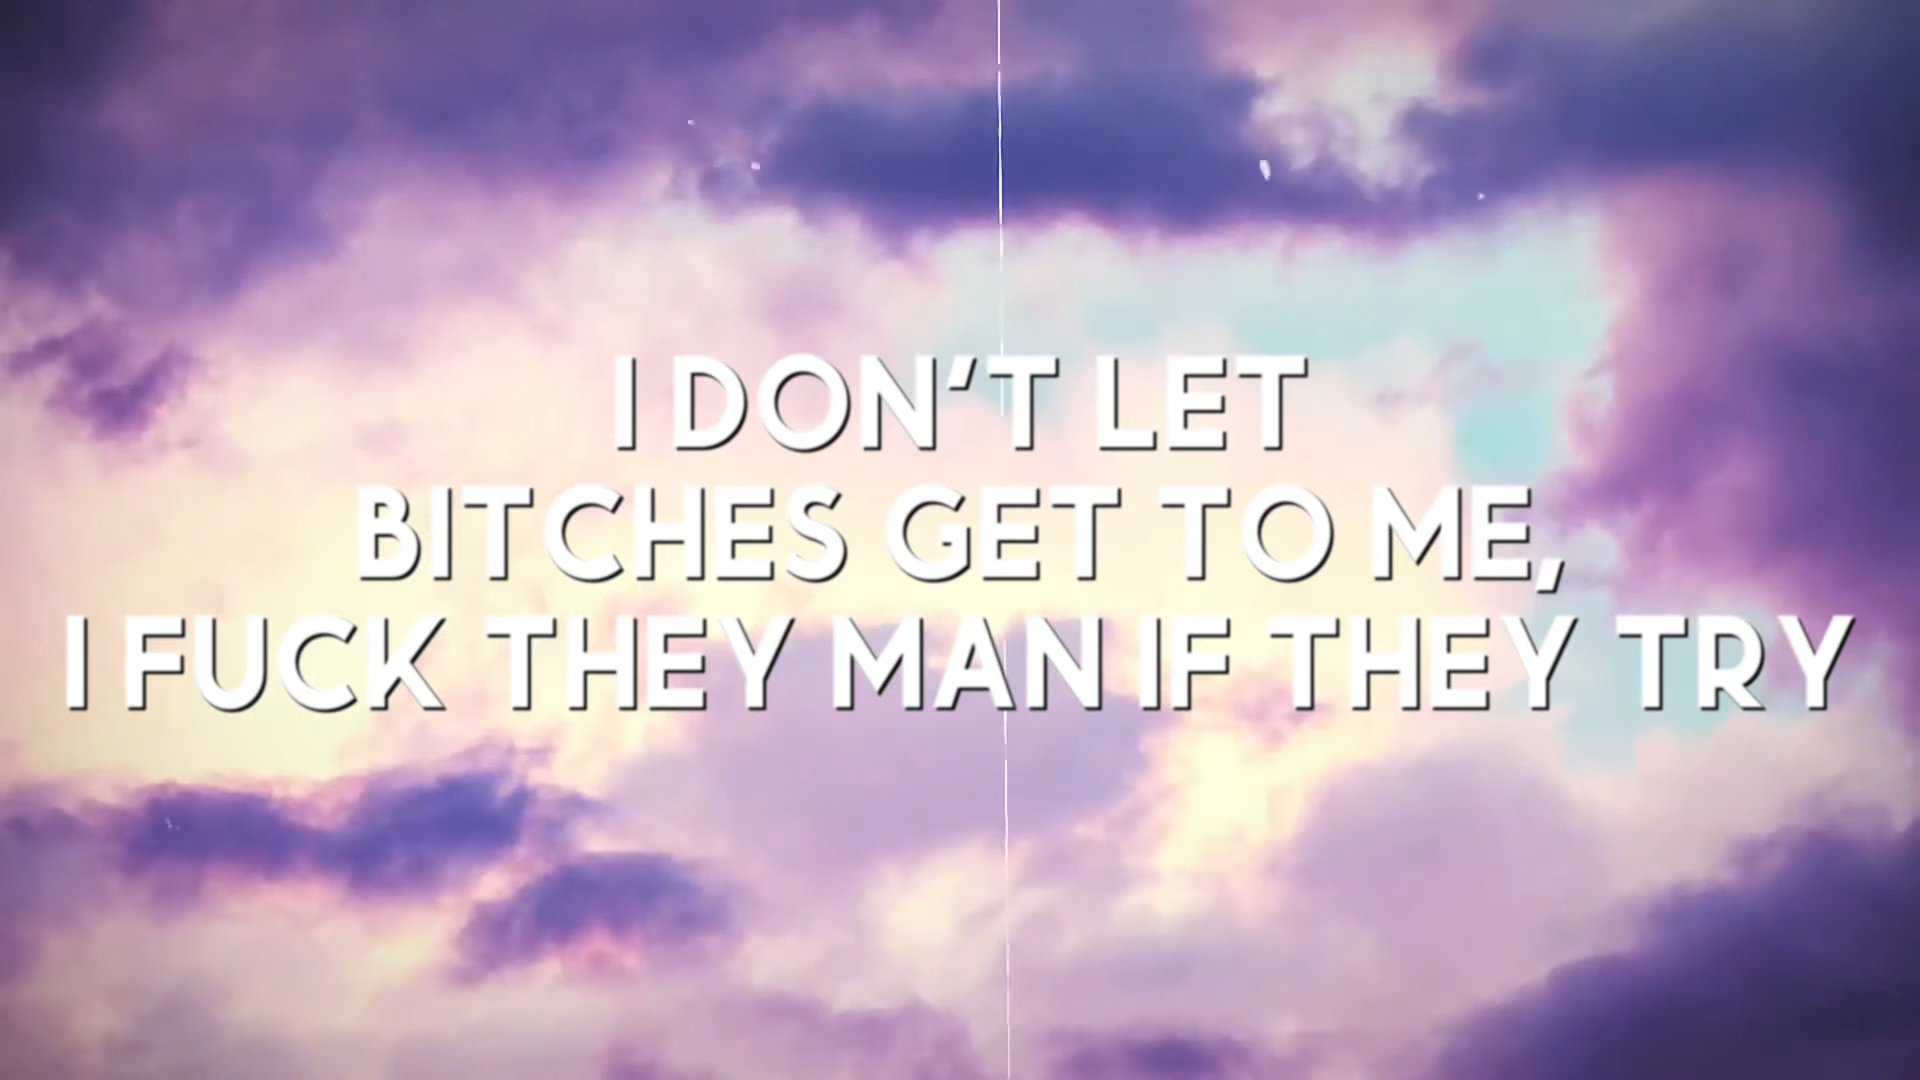 I DON'T LET
BITCHES GET TO ME,
I FUCK THEY MAN IF THEY TRY